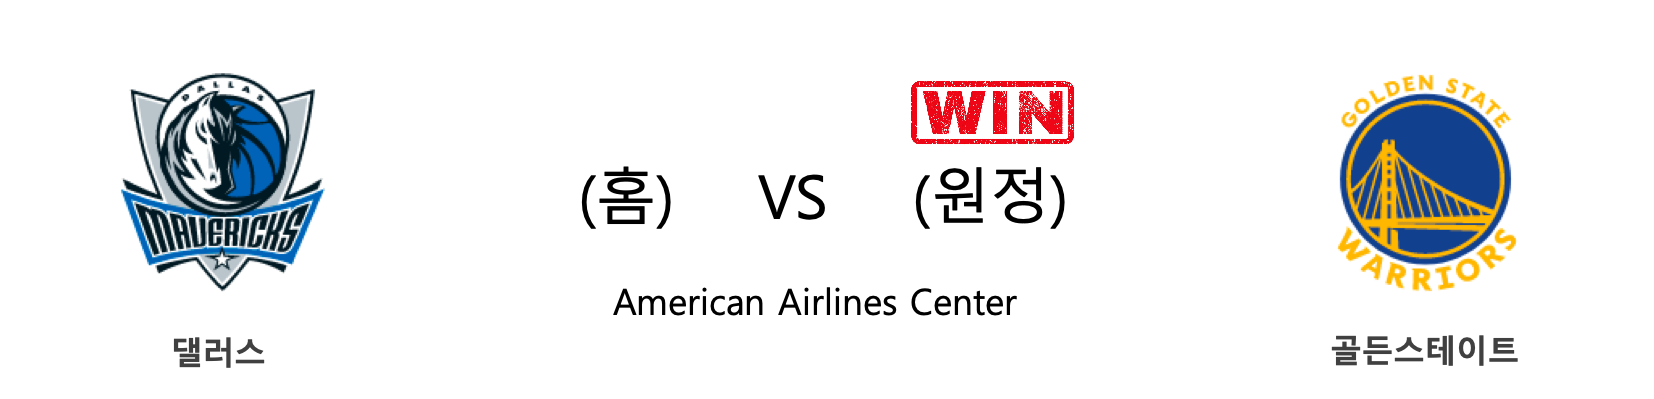 DALLAS
MAVERICKS
댈러스
WIN
(홈) VS (원정)
American Airlines Center
GOLDEN STATE
WARRIORS
골든스테이트